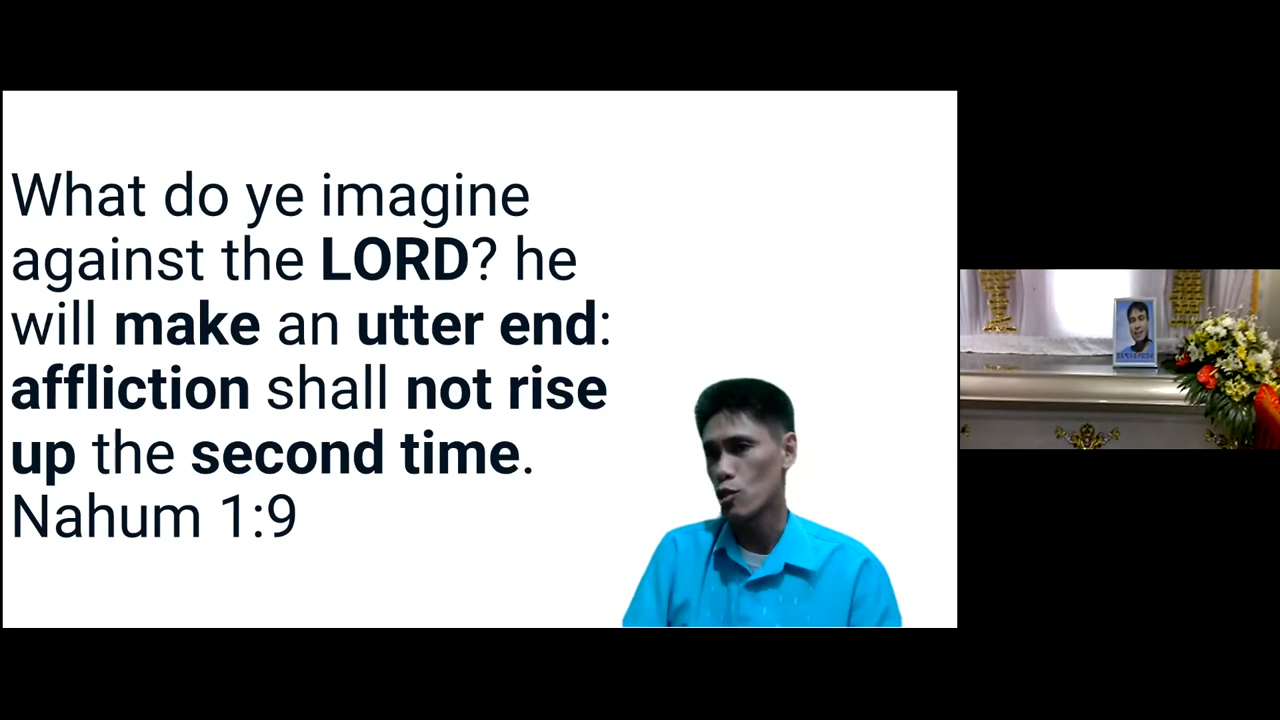 What do ye imagine
against the LORD? he
will make an utter end:
affliction shall not rise
up the second time.
Nahum 1:9